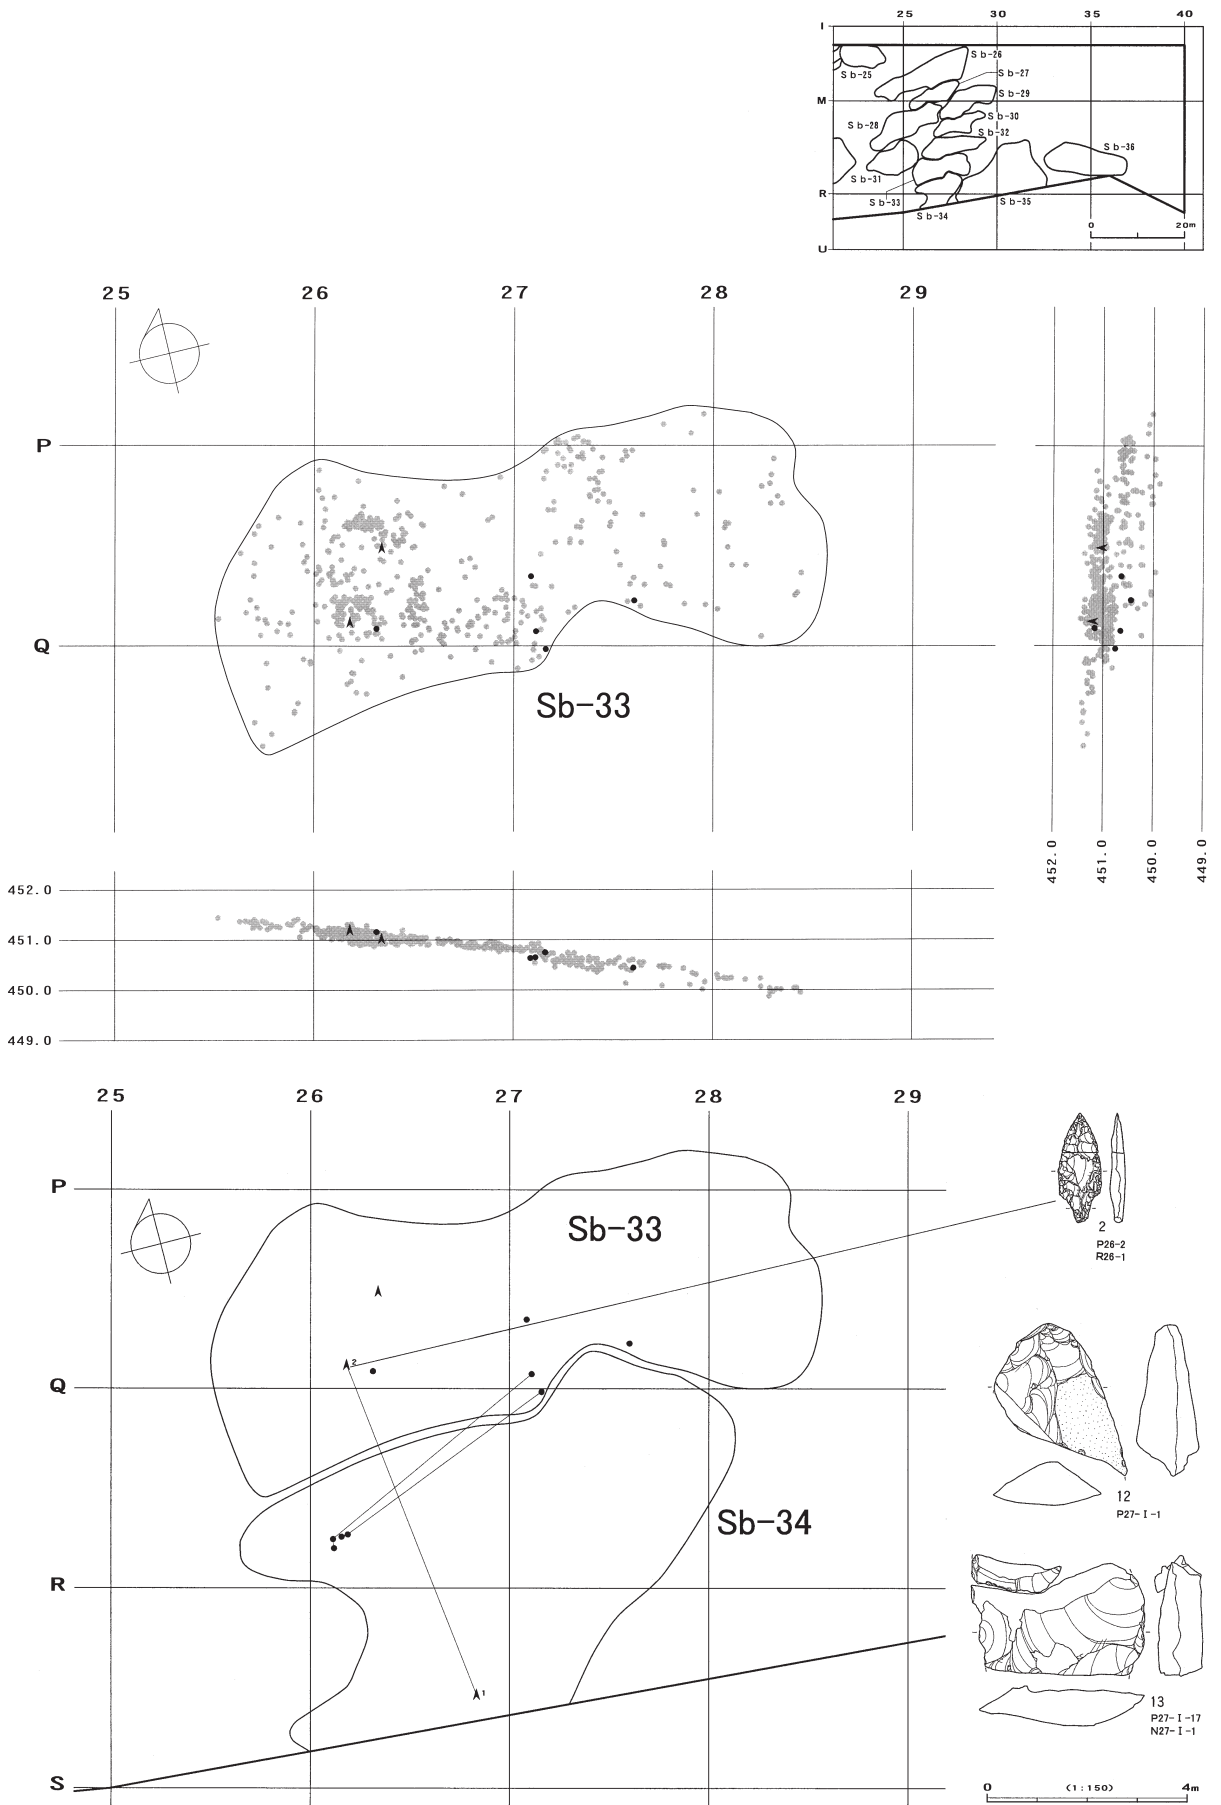 25 30 35 40
I
Sb-26
Sb-25
Sb-27
Sb-29
M
Sb-30
Sb-28
Sb-32
Sb-36
Sb-31
R
Sb-33
Sb-35
Sb-34
0 20m
U
25 26 27 28 29
P
Q
Sb-33
452.0
451.0
450.0
449.0
452.0
451.0
450.0
449.0
25 26 27 28 29
P
Sb-33
2
P26-2
R26-1
2
Q
12
P27-Ⅰ-1
Sb-34
R
1
13
P27-Ⅰ-17
N27-Ⅰ-1
S
0 (1:150) 4m